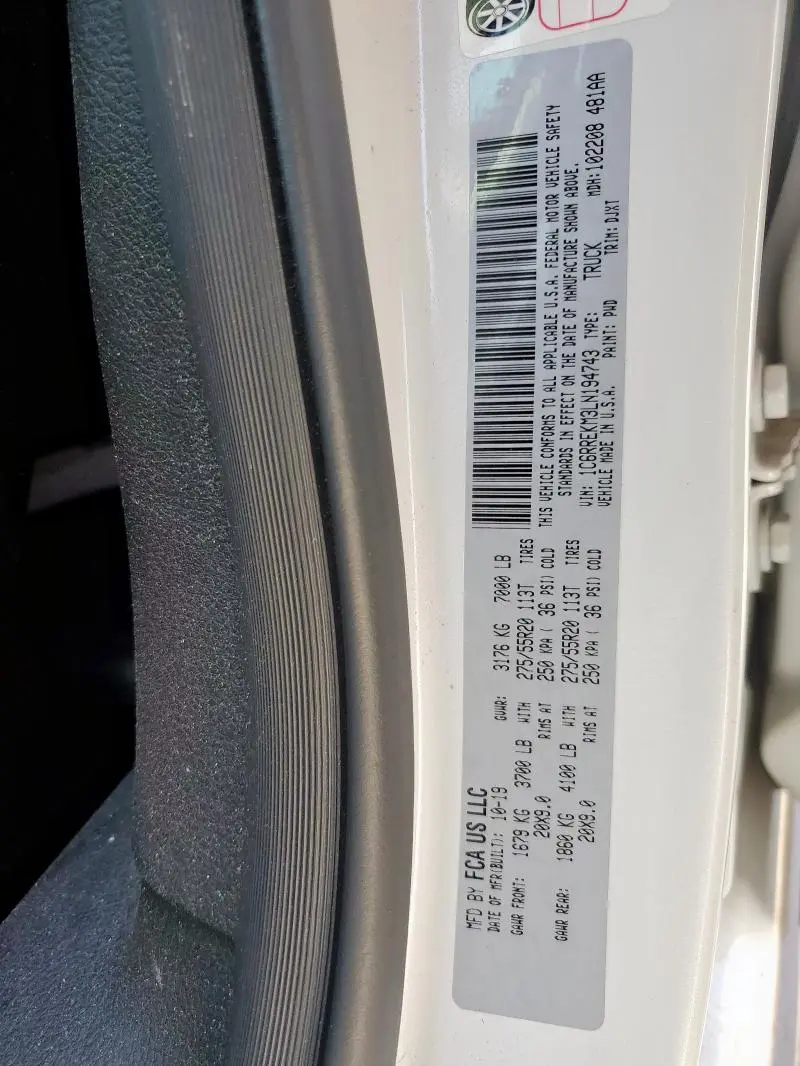 MFD BY FCA US LLC
DATE OF MFR(BUILT): 10-19 GVWR: 3176 KG 7000 LB
GAWR FRONT: 1679 KG 3700 LB WITH 275/55R20 113T TIRES
20X9.0 RIMS AT 250 KPA ( 36 PSI) COLD
GAWR REAR: 1860 KG 4100 LB WITH 275/55R20 113T TIRES
20X9.0 RIMS AT 250 KPA ( 36 PSI) COLD
THIS VEHICLE CONFORMS TO ALL APPLICABLE U.S.A. FEDERAL MOTOR VEHICLE SAFETY
STANDARDS IN EFFECT ON THE DATE OF MANUFACTURE SHOWN ABOVE.
VIN: 1C6RREKM3LN194743 TYPE: TRUCK MDH:102208 481AA
VEHICLE MADE IN U.S.A. PAINT: PWD TRIM: DJXT